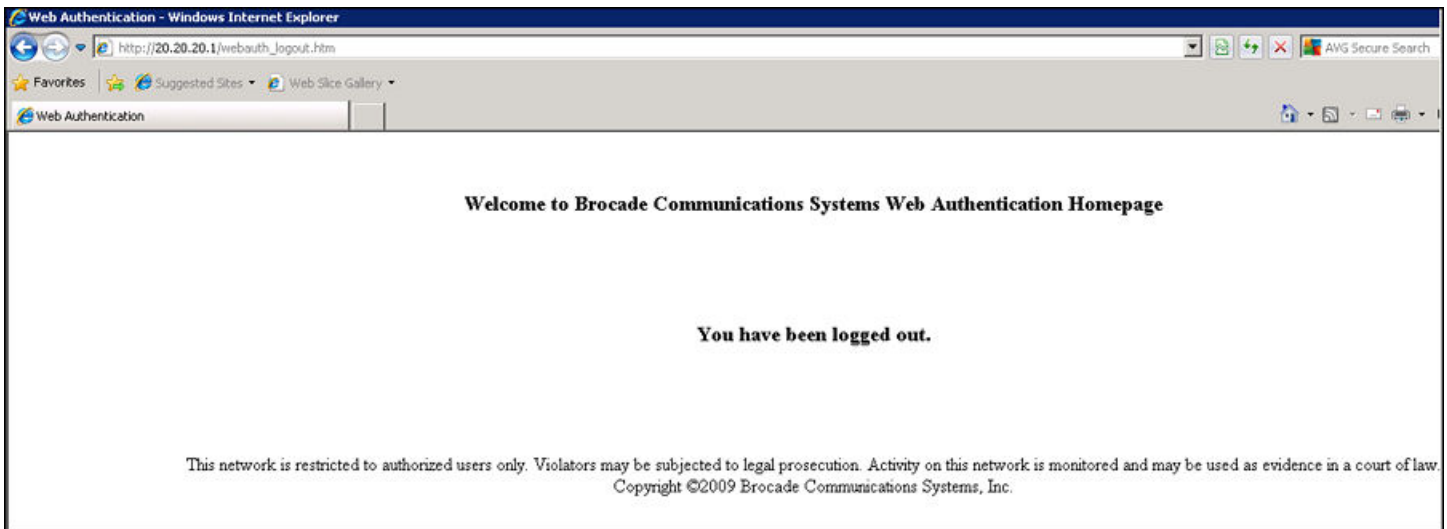 Web Authentication - Windows Internet Explorer
http://20.20.20.1/webauth_logout.htm
AVG Secure Search
Favorites
Suggested Sites
Web Slice Gallery
Web Authentication
Welcome to Brocade Communications Systems Web Authentication Homepage
You have been logged out.
This network is restricted to authorized users only. Violators may be subjected to legal prosecution. Activity on this network is monitored and may be used as evidence in a court of law.
Copyright ©2009 Brocade Communications Systems, Inc.